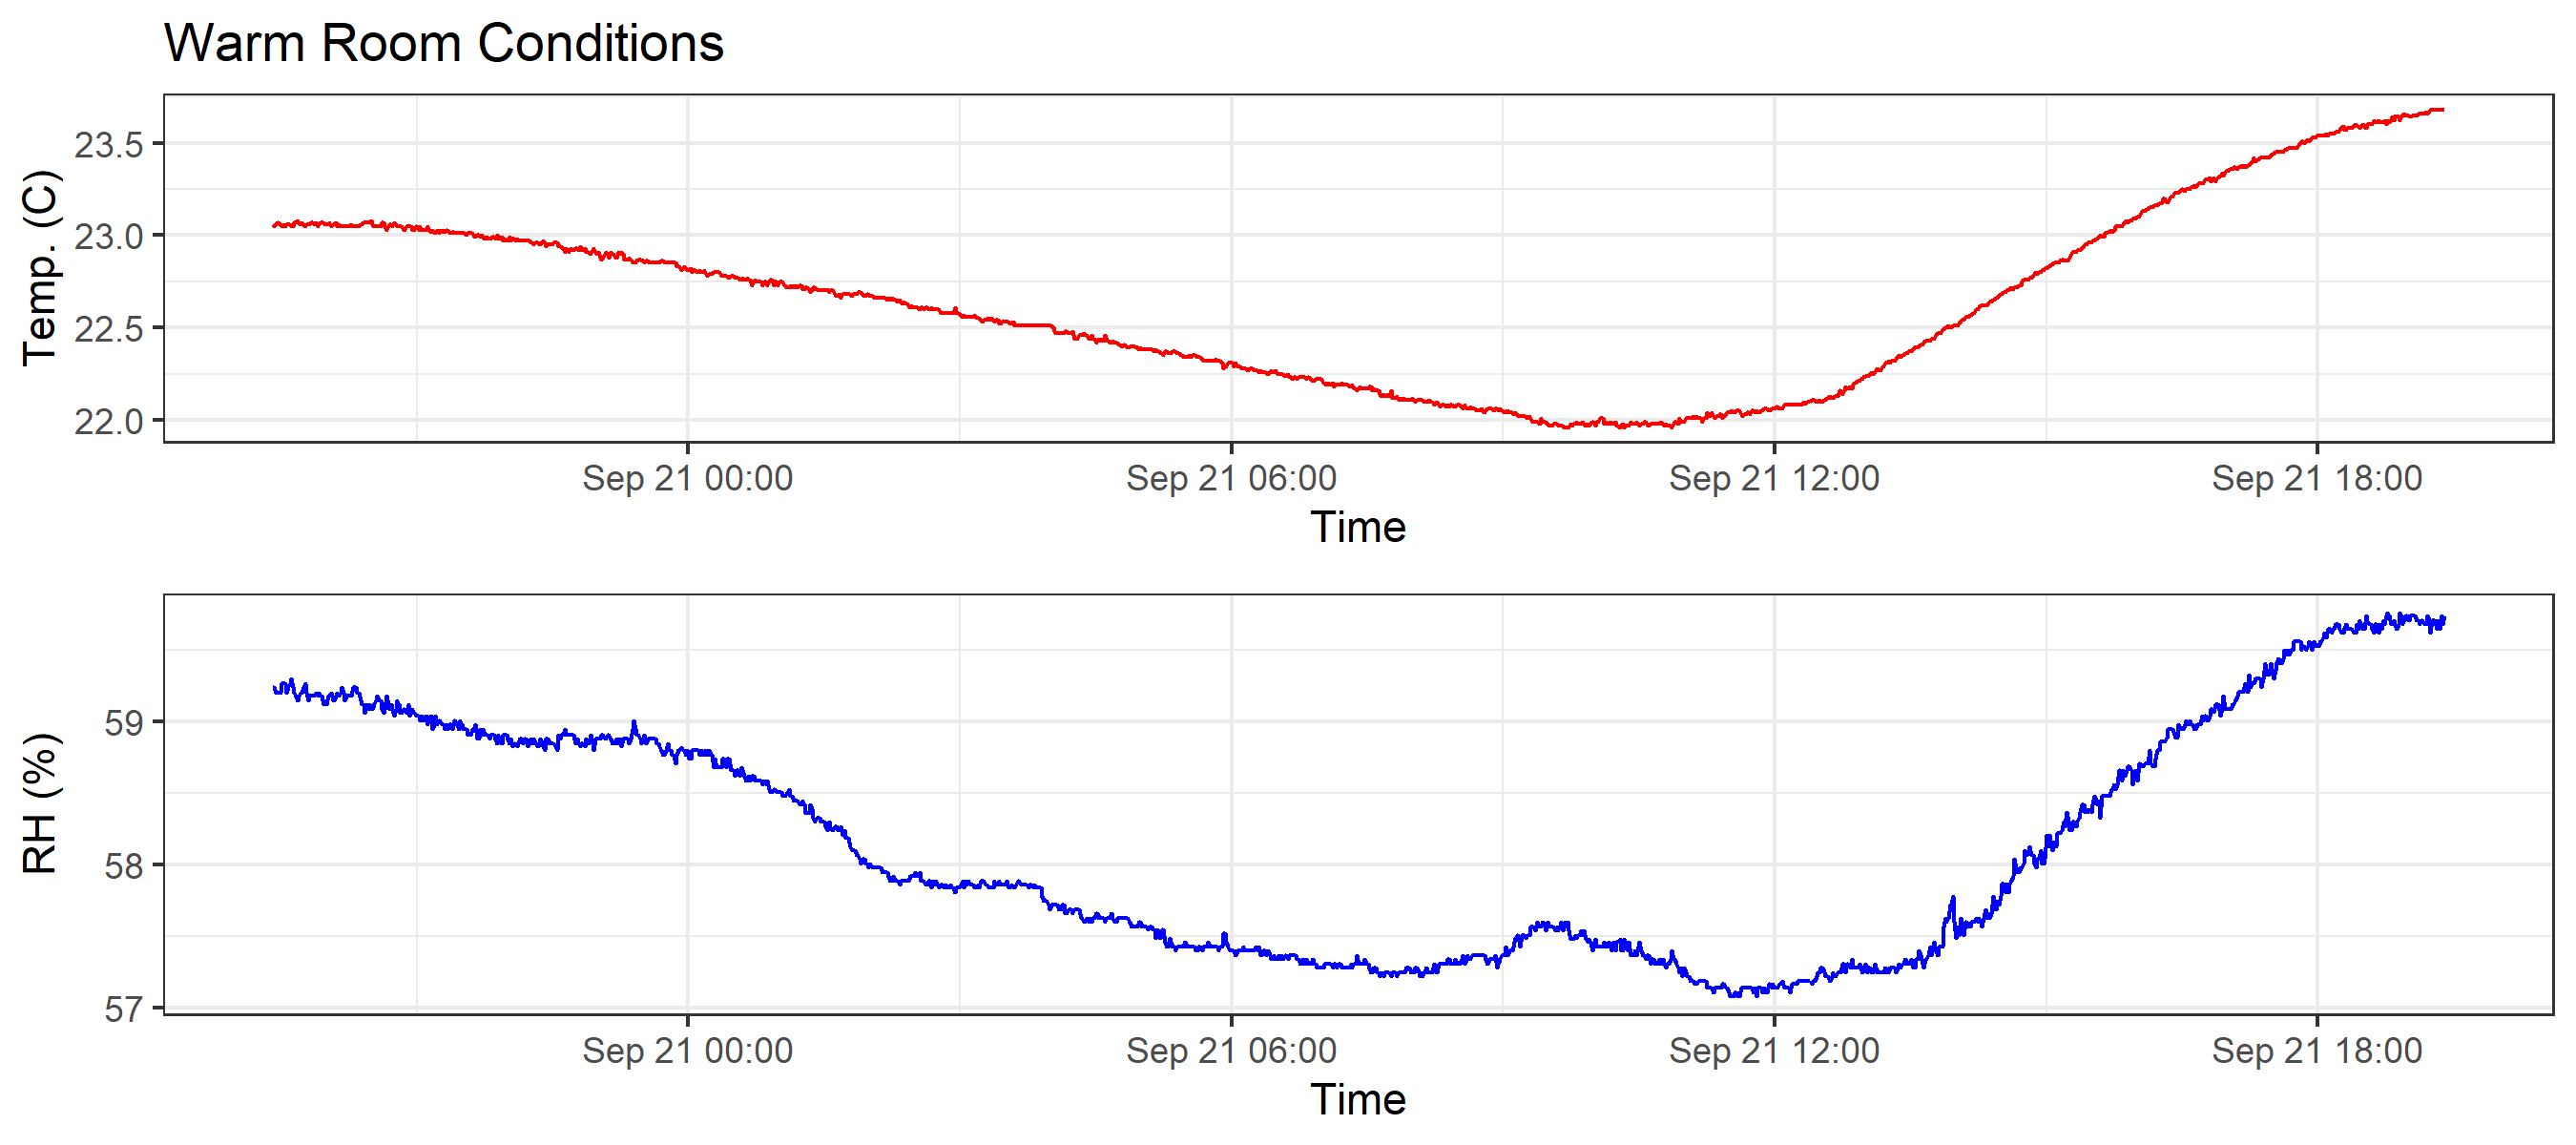 Warm Room Conditions
Temp. (C)
23.5
23.0
22.5
22.0
Sep 21 00:00 Sep 21 06:00 Sep 21 12:00 Sep 21 18:00
Time
RH (%)
59
58
57
Sep 21 00:00 Sep 21 06:00 Sep 21 12:00 Sep 21 18:00
Time